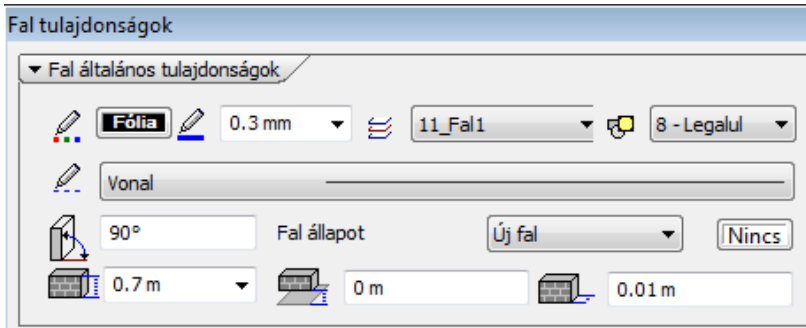 Fal tulajdonságok
Fal általános tulajdonságok
Fólia 0.3 mm 11_Fal1 8 - Legalul
Vonal
90° Fal állapot Új fal Nincs
0.7 m 0 m 0.01 m